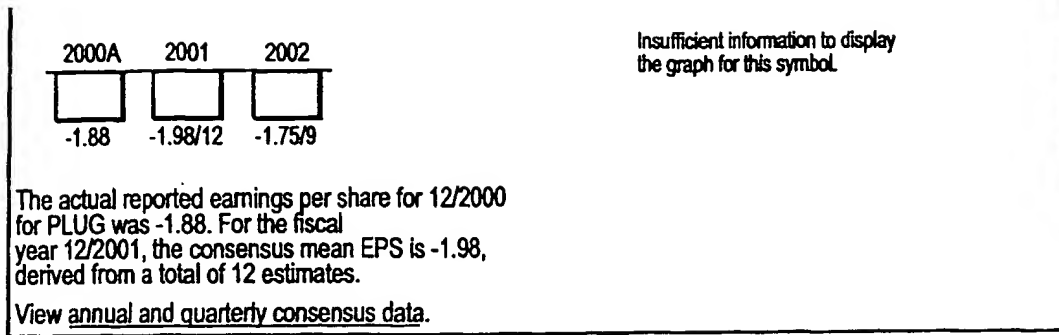 2000A 2001 2002
-1.88 -1.98/12 -1.75/9
Insufficient information to display
the graph for this symbol.
The actual reported earnings per share for 12/2000
for PLUG was -1.88. For the fiscal
year 12/2001, the consensus mean EPS is -1.98,
derived from a total of 12 estimates.
View annual and quarterly consensus data.